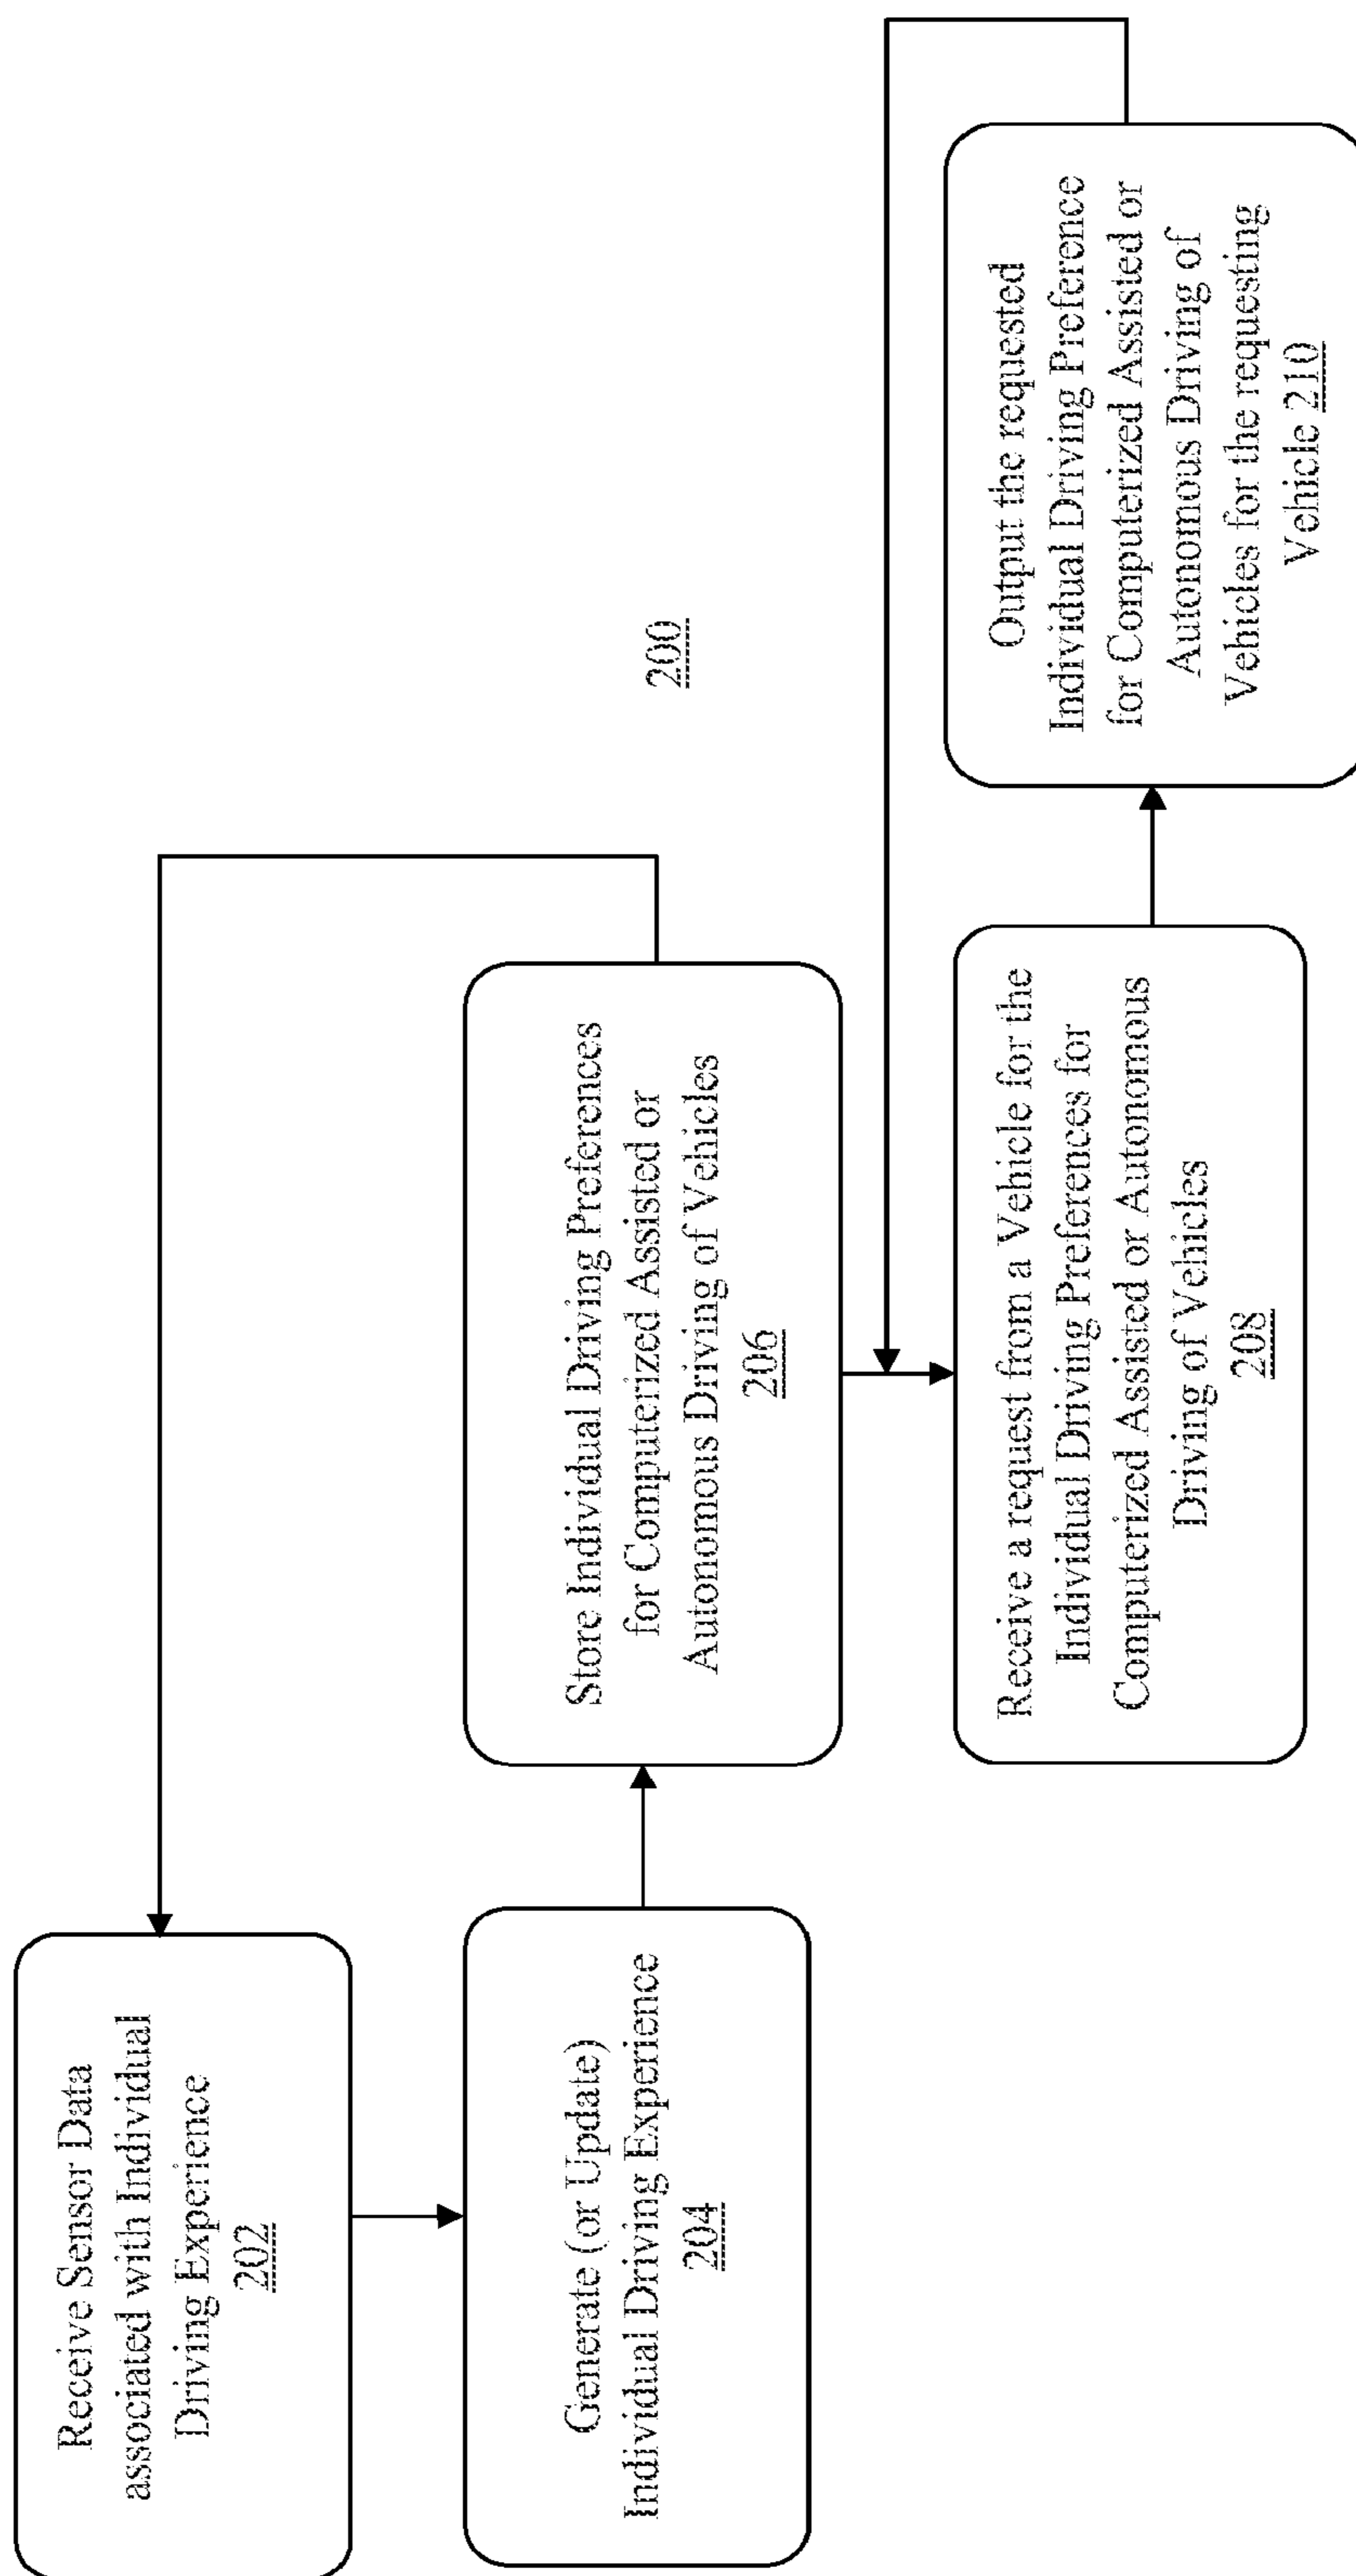 Receive Sensor Data
associated with Individual
Driving Experience
202
Generate (or Update)
Individual Driving Experience
204
Store Individual Driving Preferences
for Computerized Assisted or
Autonomous Driving of Vehicles
206
200
Receive a request from a Vehicle for the
Individual Driving Preferences for
Computerized Assisted or Autonomous
Driving of Vehicles
208
Output the requested
Individual Driving Preference
for Computerized Assisted or
Autonomous Driving of
Vehicles for the requesting
Vehicle 210